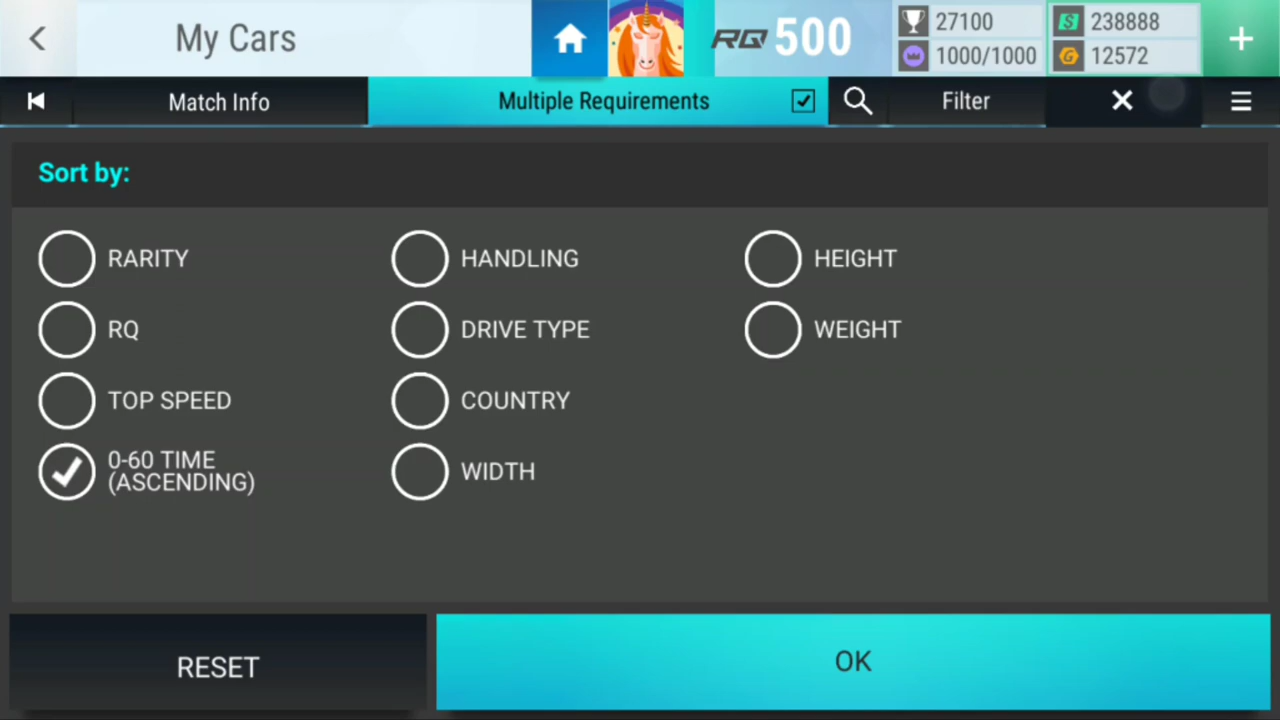 My Cars
RQ 500
27100
1000/1000
238888
12572
Match Info
Multiple Requirements
Filter
Sort by:
RARITY
HANDLING
HEIGHT
RQ
DRIVE TYPE
WEIGHT
TOP SPEED
COUNTRY
0-60 TIME
(ASCENDING)
WIDTH
RESET
OK